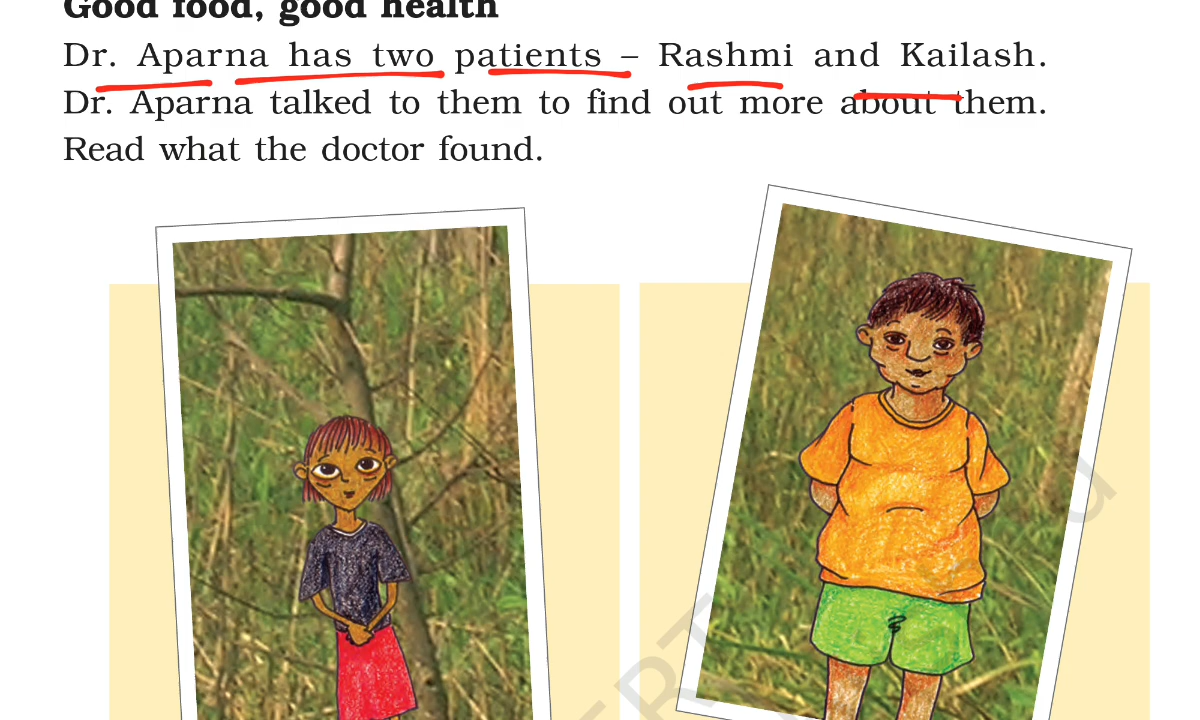 Good food, good health
Dr. Aparna has two patients – Rashmi and Kailash.
Dr. Aparna talked to them to find out more about them.
Read what the doctor found.